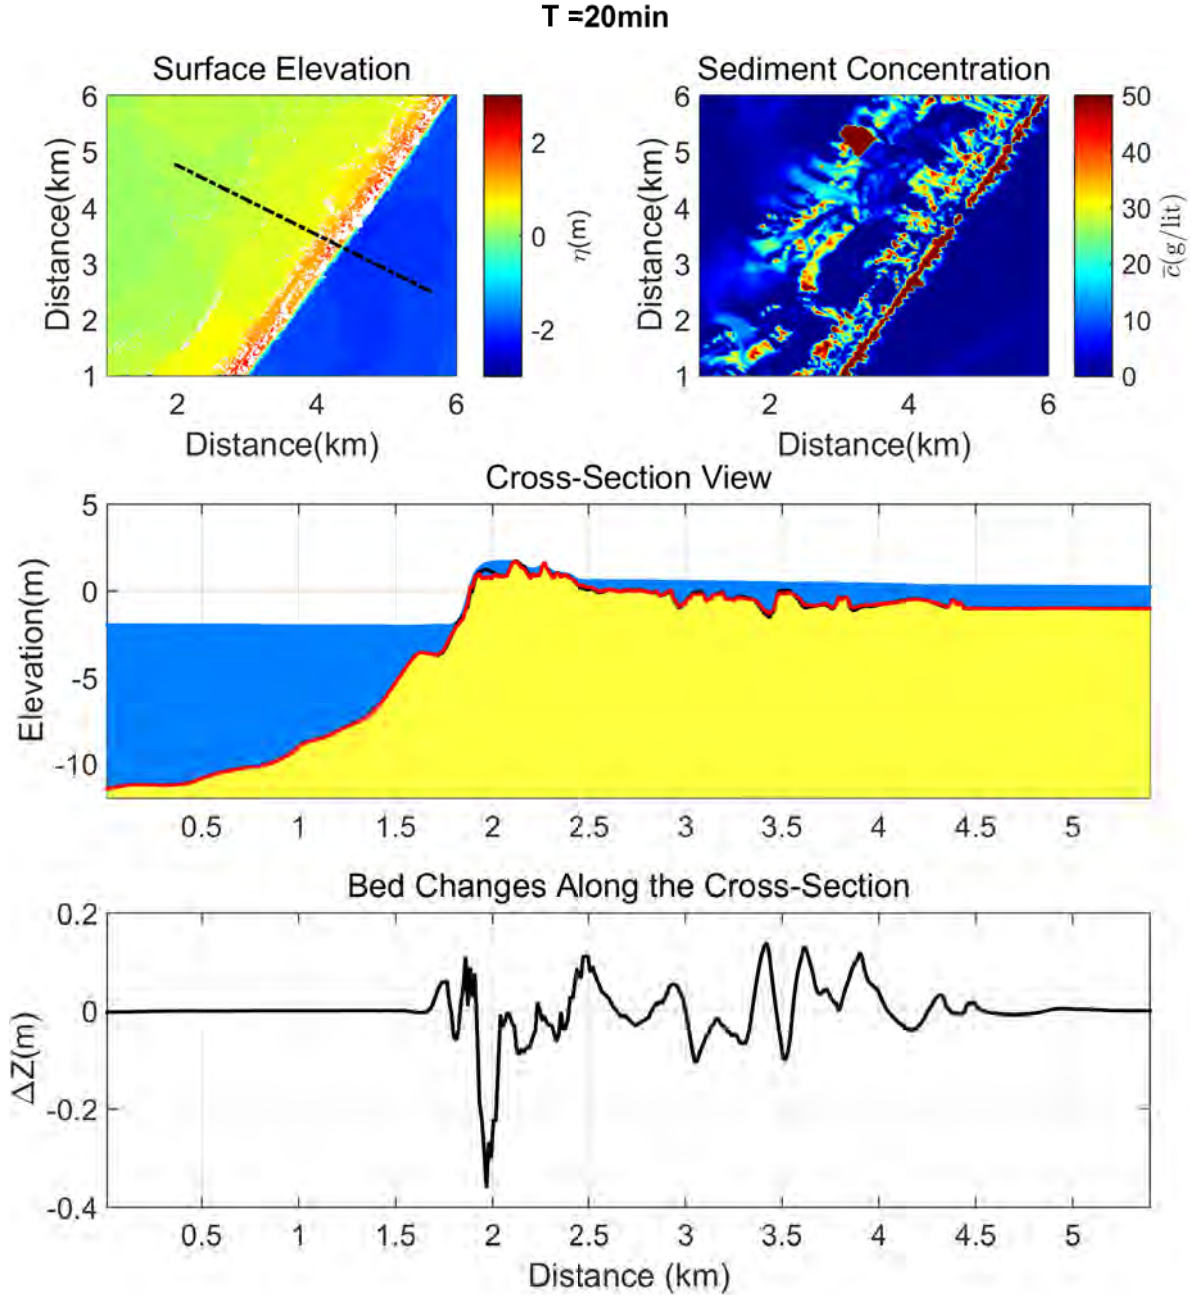 T =20min
Surface Elevation
6
5
4
3
2
1
Distance(km)
2 4 6
Distance(km)
2
0
-2
η(m)
Sediment Concentration
6
5
4
3
2
1
Distance(km)
2 4 6
Distance(km)
50
40
30
20
10
0
c̄(g/lit)
Cross-Section View
5
0
-5
-10
Elevation(m)
0.5 1 1.5 2 2.5 3 3.5 4 4.5 5
Bed Changes Along the Cross-Section
0.2
0
-0.2
-0.4
ΔZ(m)
0.5 1 1.5 2 2.5 3 3.5 4 4.5 5
Distance (km)